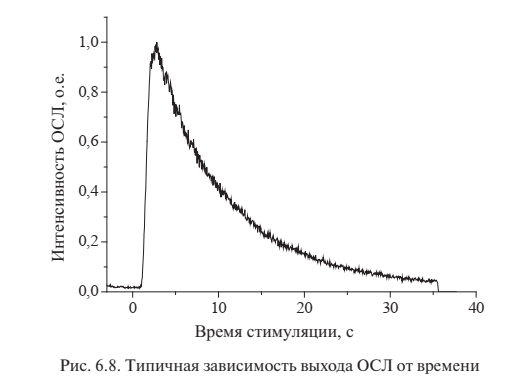 Интенсивность ОСЛ, о.е.
1,0
0,8
0,6
0,4
0,2
0,0
0 10 20 30 40
Время стимуляции, с
Рис. 6.8. Типичная зависимость выхода ОСЛ от времени